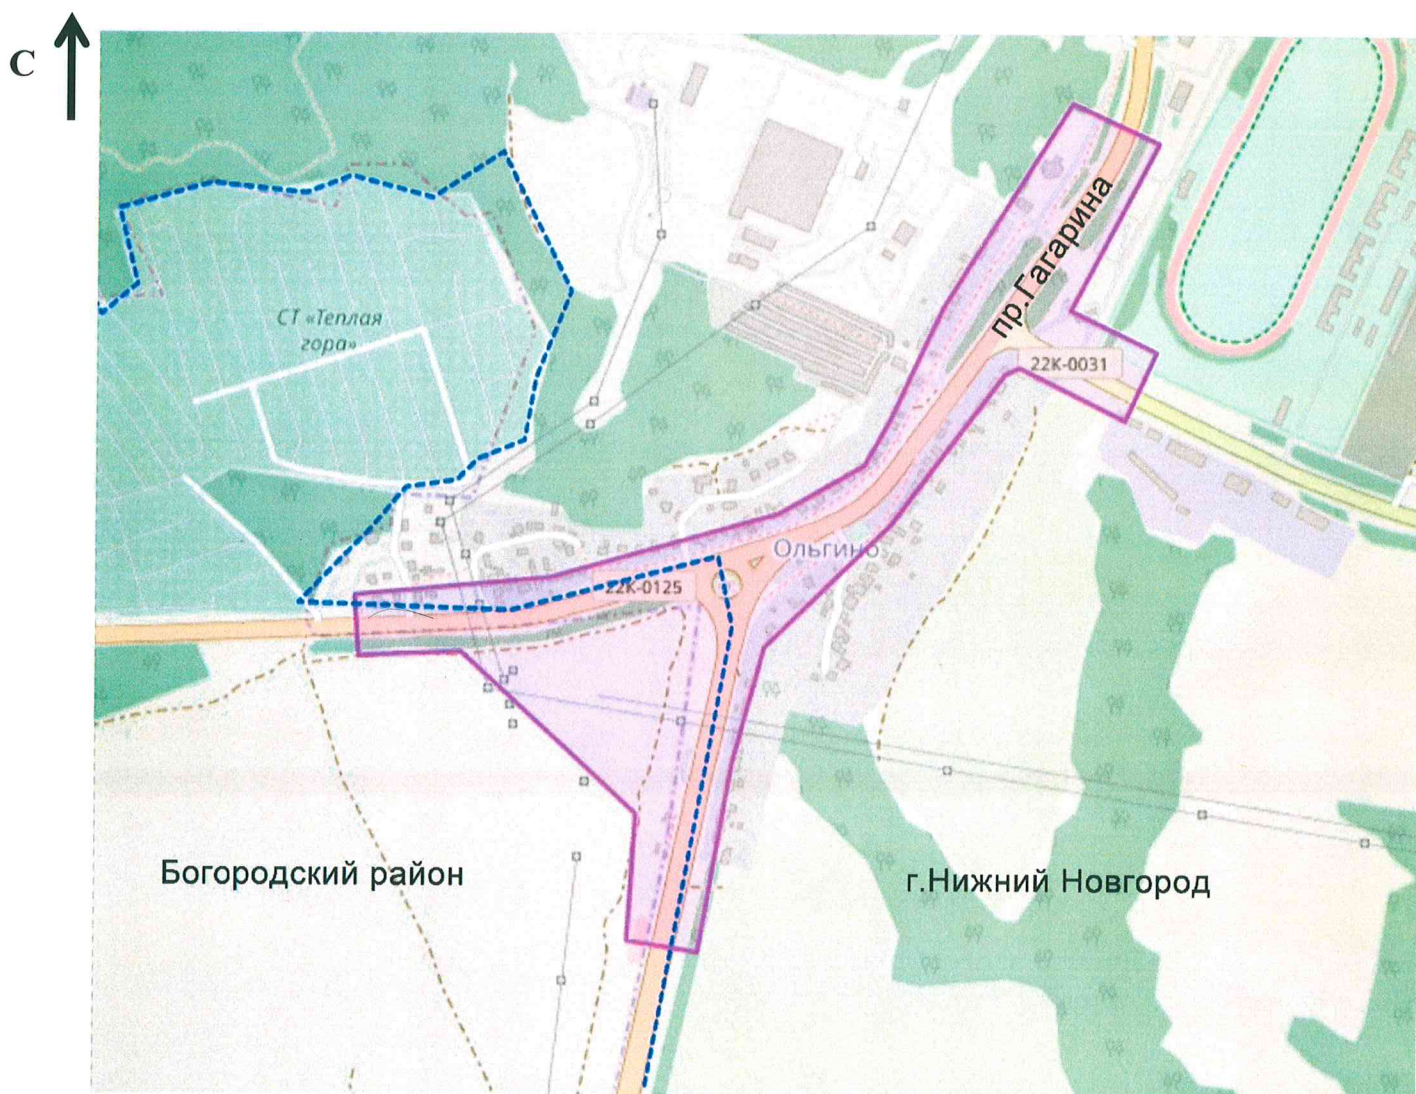 С
пр.Гагарина
СТ «Теплая
гора»
22К-0031
Ольгино
22К-0125
Богородский район
г.Нижний Новгород